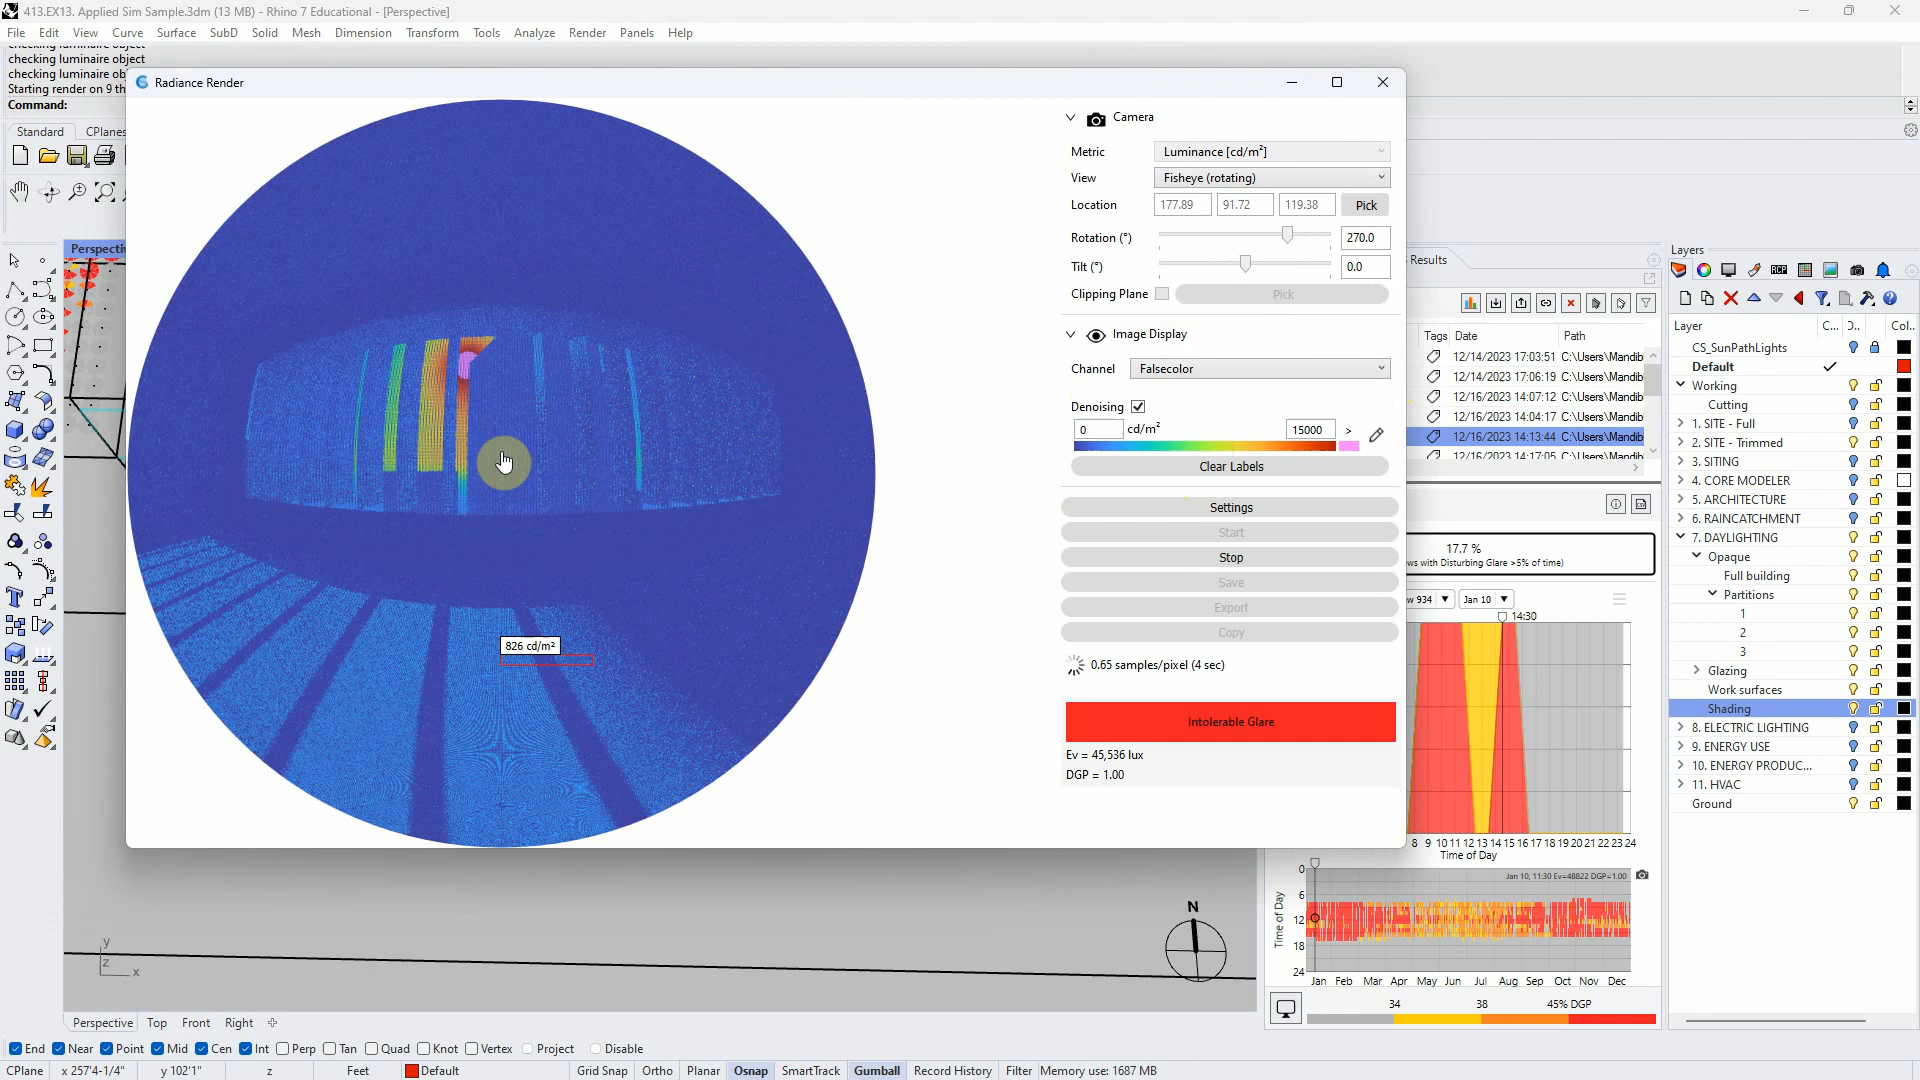 413.EX13. Applied Sim Sample.3dm (13 MB) - Rhino 7 Educational - [Perspective]
File Edit View Curve Surface SubD Solid Mesh Dimension Transform Tools Analyze Render Panels Help
checking luminaire object
checking luminaire object
checking luminaire ob
Starting render on 9 th
Command:
Standard CPlanes
Perspectiv
Radiance Render
Camera
Metric Luminance [cd/m²]
View Fisheye (rotating)
Location 177.89 91.72 119.38 Pick
Rotation (°) 270.0
Tilt (°) 0.0
Clipping Plane Pick
Image Display
Channel Falsecolor
Denoising
0 cd/m² 15000 >
Clear Labels
Settings
Start
Stop
Save
Export
Copy
0.65 samples/pixel (4 sec)
Intolerable Glare
Ev = 45,536 lux
DGP = 1.00
826 cd/m²
Results
Tags Date Path
12/14/2023 17:03:51 C:\Users\Mandib
12/14/2023 17:06:19 C:\Users\Mandib
12/16/2023 14:07:12 C:\Users\Mandib
12/16/2023 14:04:17 C:\Users\Mandib
12/16/2023 14:13:44 C:\Users\Mandib
12/16/2023 14:17:05 C:\Users\Mandib
17.7 %
ws with Disturbing Glare >5% of time)
w 934 Jan 10
14:30
8 9 10 11 12 13 14 15 16 17 18 19 20 21 22 23 24
Time of Day
Jan 10, 11:30 Ev=48822 DGP=1.00
0
6
12
18
24
Time of Day
Jan Feb Mar Apr May Jun Jul Aug Sep Oct Nov Dec
34 38 45% DGP
Layers
RCP
Layer C... D.. Col..
CS_SunPathLights
Default
Working
Cutting
1. SITE - Full
2. SITE - Trimmed
3. SITING
4. CORE MODELER
5. ARCHITECTURE
6. RAINCATCHMENT
7. DAYLIGHTING
Opaque
Full building
Partitions
1
2
3
Glazing
Work surfaces
Shading
8. ELECTRIC LIGHTING
9. ENERGY USE
10. ENERGY PRODUC...
11. HVAC
Ground
N
y
z
x
Perspective Top Front Right
End Near Point Mid Cen Int Perp Tan Quad Knot Vertex Project Disable
CPlane x 257'4-1/4" y 102'1" z Feet Default Grid Snap Ortho Planar Osnap SmartTrack Gumball Record History Filter Memory use: 1687 MB